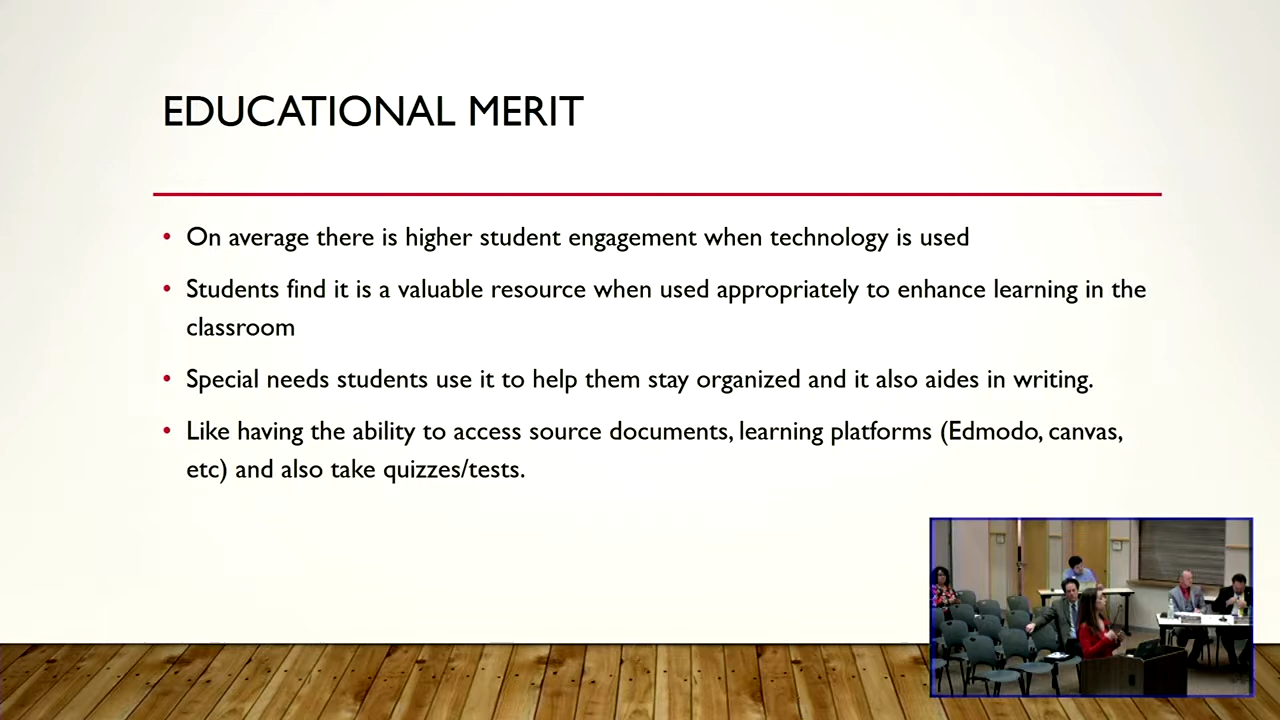 EDUCATIONAL MERIT
• On average there is higher student engagement when technology is used
• Students find it is a valuable resource when used appropriately to enhance learning in the
classroom
• Special needs students use it to help them stay organized and it also aides in writing.
• Like having the ability to access source documents, learning platforms (Edmodo, canvas,
etc) and also take quizzes/tests.